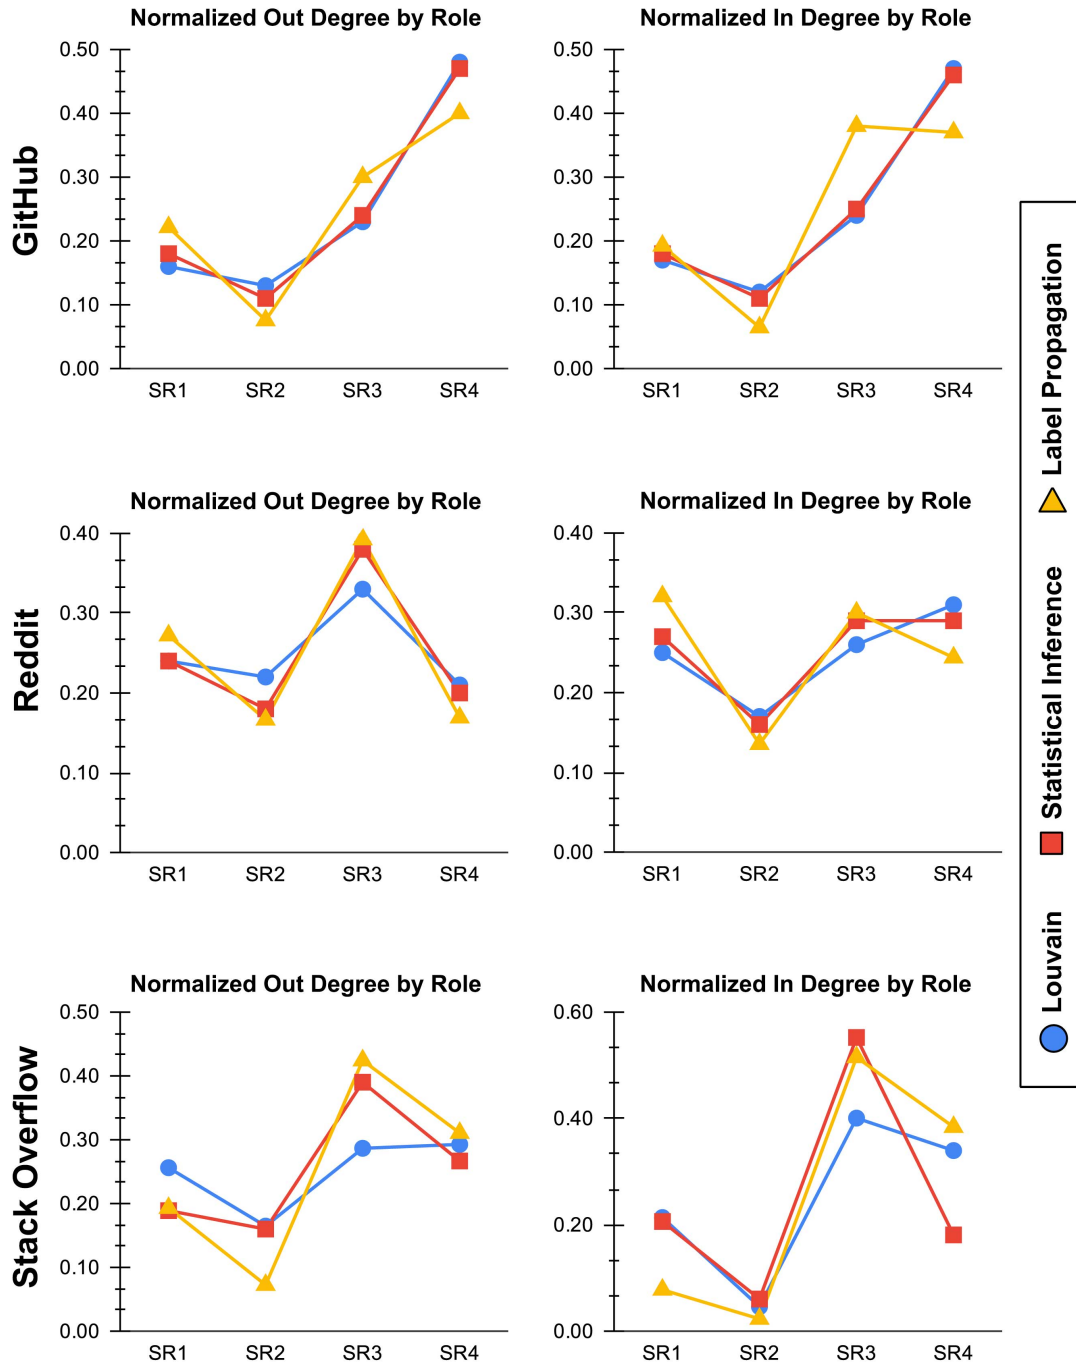 Normalized Out Degree by Role
0.50
0.40
0.30
0.20
0.10
0.00
SR1 SR2 SR3 SR4
Normalized In Degree by Role
0.50
0.40
0.30
0.20
0.10
0.00
SR1 SR2 SR3 SR4
GitHub
Normalized Out Degree by Role
0.40
0.30
0.20
0.10
0.00
SR1 SR2 SR3 SR4
Normalized In Degree by Role
0.40
0.30
0.20
0.10
0.00
SR1 SR2 SR3 SR4
Reddit
Normalized Out Degree by Role
0.50
0.40
0.30
0.20
0.10
0.00
SR1 SR2 SR3 SR4
Normalized In Degree by Role
0.60
0.40
0.20
0.00
SR1 SR2 SR3 SR4
Stack Overflow
Louvain
Statistical Inference
Label Propagation